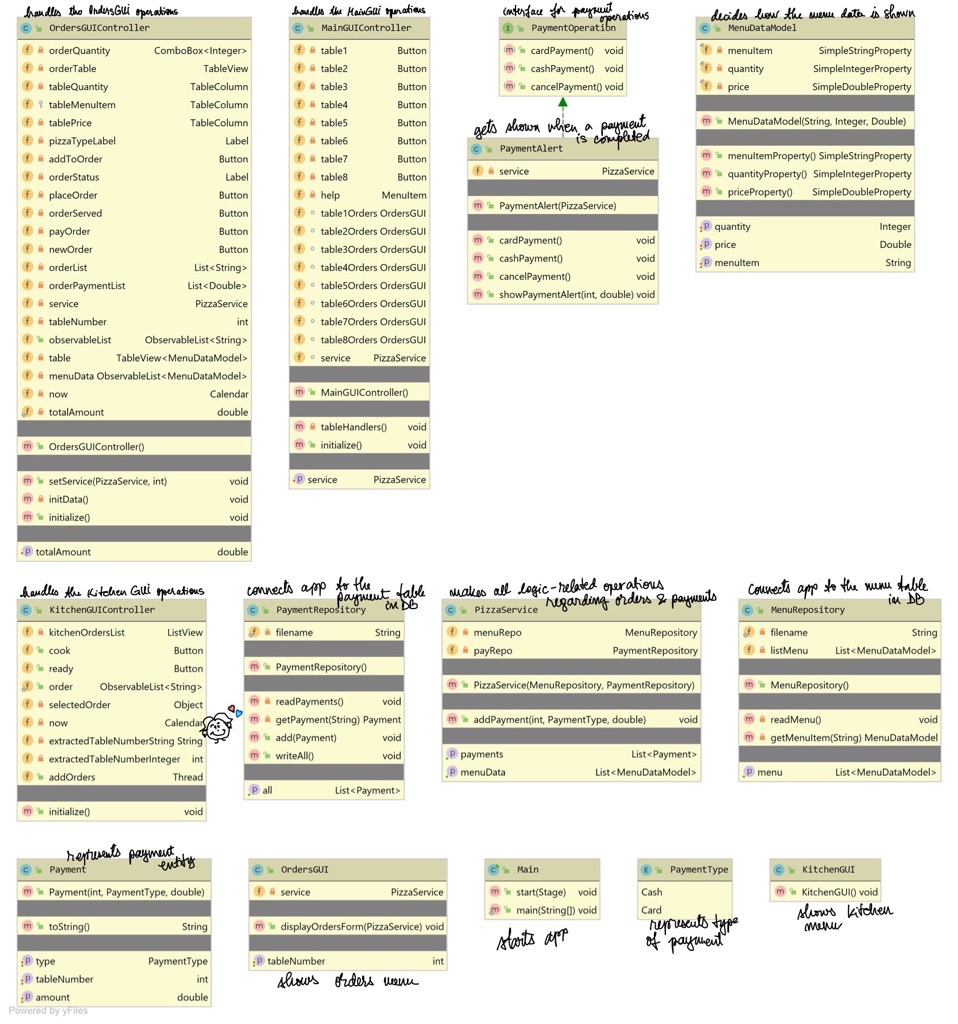 handles the OrdersGUI operations
OrdersGUIController
orderQuantity ComboBox<Integer>
orderTable TableView
tableQuantity TableColumn
tableMenuItem TableColumn
tablePrice TableColumn
pizzaTypeLabel Label
addToOrder Button
orderStatus Label
placeOrder Button
orderServed Button
payOrder Button
newOrder Button
orderList List<String>
orderPaymentList List<Double>
service PizzaService
tableNumber int
observableList ObservableList<String>
table TableView<MenuDataModel>
menuData ObservableList<MenuDataModel>
now Calendar
totalAmount double
OrdersGUIController()
setService(PizzaService, int) void
initData() void
initialize() void
totalAmount double
handles the MainGUI operations
MainGUIController
table1 Button
table2 Button
table3 Button
table4 Button
table5 Button
table6 Button
table7 Button
table8 Button
help MenuItem
table1Orders OrdersGUI
table2Orders OrdersGUI
table3Orders OrdersGUI
table4Orders OrdersGUI
table5Orders OrdersGUI
table6Orders OrdersGUI
table7Orders OrdersGUI
table8Orders OrdersGUI
service PizzaService
MainGUIController()
tableHandlers() void
initialize() void
service PizzaService
interface for payment
operations
PaymentOperation
cardPayment() void
cashPayment() void
cancelPayment() void
gets shown when a payment
is completed
PaymentAlert
service PizzaService
PaymentAlert(PizzaService)
cardPayment() void
cashPayment() void
cancelPayment() void
showPaymentAlert(int, double) void
decides how the menu data is shown
MenuDataModel
menuItem SimpleStringProperty
quantity SimpleIntegerProperty
price SimpleDoubleProperty
MenuDataModel(String, Integer, Double)
menuItemProperty() SimpleStringProperty
quantityProperty() SimpleIntegerProperty
priceProperty() SimpleDoubleProperty
quantity Integer
price Double
menuItem String
handles the Kitchen GUI operations
KitchenGUIController
kitchenOrdersList ListView
cook Button
ready Button
order ObservableList<String>
selectedOrder Object
now Calendar
extractedTableNumberString String
extractedTableNumberInteger int
addOrders Thread
initialize() void
connects app to the
payment table
in DB
PaymentRepository
filename String
PaymentRepository()
readPayments() void
getPayment(String) Payment
add(Payment) void
writeAll() void
all List<Payment>
makes all logic-related operations
regarding orders & payments
PizzaService
menuRepo MenuRepository
payRepo PaymentRepository
PizzaService(MenuRepository, PaymentRepository)
addPayment(int, PaymentType, double) void
payments List<Payment>
menuData List<MenuDataModel>
connects app to the menu table
in DB
MenuRepository
filename String
listMenu List<MenuDataModel>
MenuRepository()
readMenu() void
getMenuItem(String) MenuDataModel
menu List<MenuDataModel>
represents payment
entity
Payment
Payment(int, PaymentType, double)
toString() String
type PaymentType
tableNumber int
amount double
OrdersGUI
service PizzaService
displayOrdersForm(PizzaService) void
tableNumber int
shows orders menu
Main
start(Stage) void
main(String[]) void
starts app
PaymentType
Cash
Card
represents type
of payment
KitchenGUI
KitchenGUI() void
shows kitchen
menu
Powered by yFiles